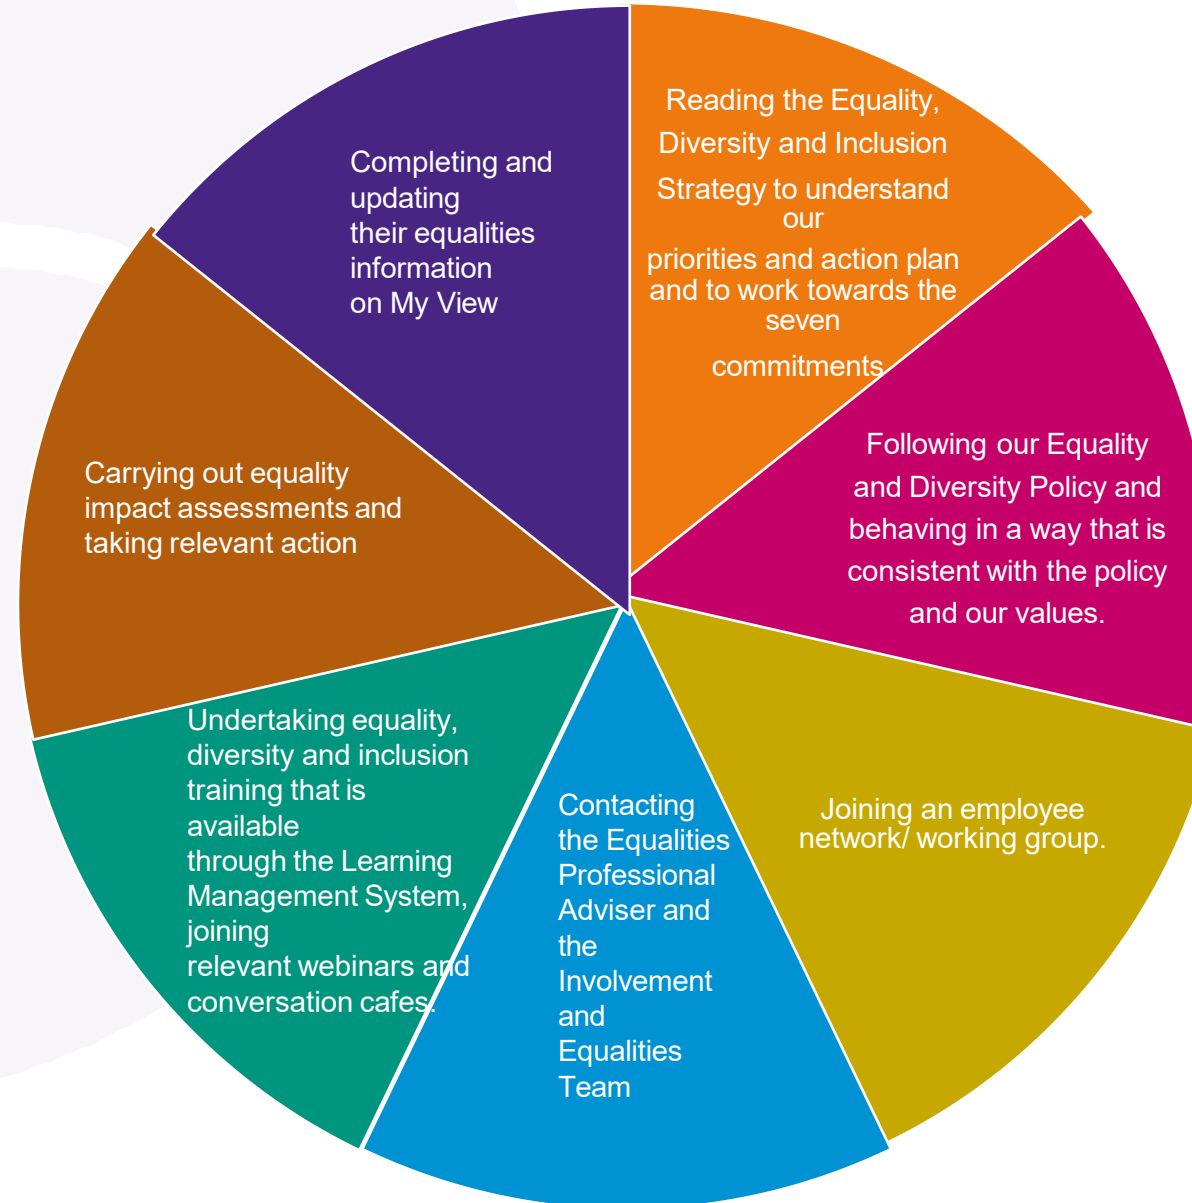 Reading the Equality,
Diversity and Inclusion
Strategy to understand
our
priorities and action plan
and to work towards the
seven
commitments
Following our Equality
and Diversity Policy and
behaving in a way that is
consistent with the policy
and our values.
Joining an employee
network/ working group.
Contacting
the Equalities
Professional
Adviser and
the
Involvement
and
Equalities
Team
Undertaking equality,
diversity and inclusion
training that is
available
through the Learning
Management System,
joining
relevant webinars and
conversation cafes.
Carrying out equality
impact assessments and
taking relevant action
Completing and
updating
their equalities
information
on My View